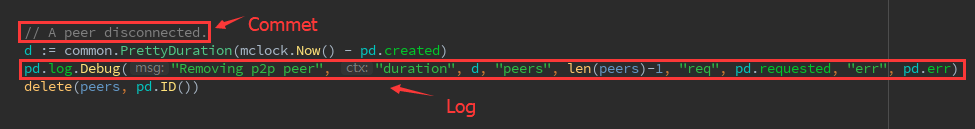 // A peer disconnected.
Commet
d := common.PrettyDuration(mclock.Now() - pd.created)
pd.log.Debug( msg: "Removing p2p peer", ctx: "duration", d, "peers", len(peers)-1, "req", pd.requested, "err", pd.err)
delete(peers, pd.ID())
Log